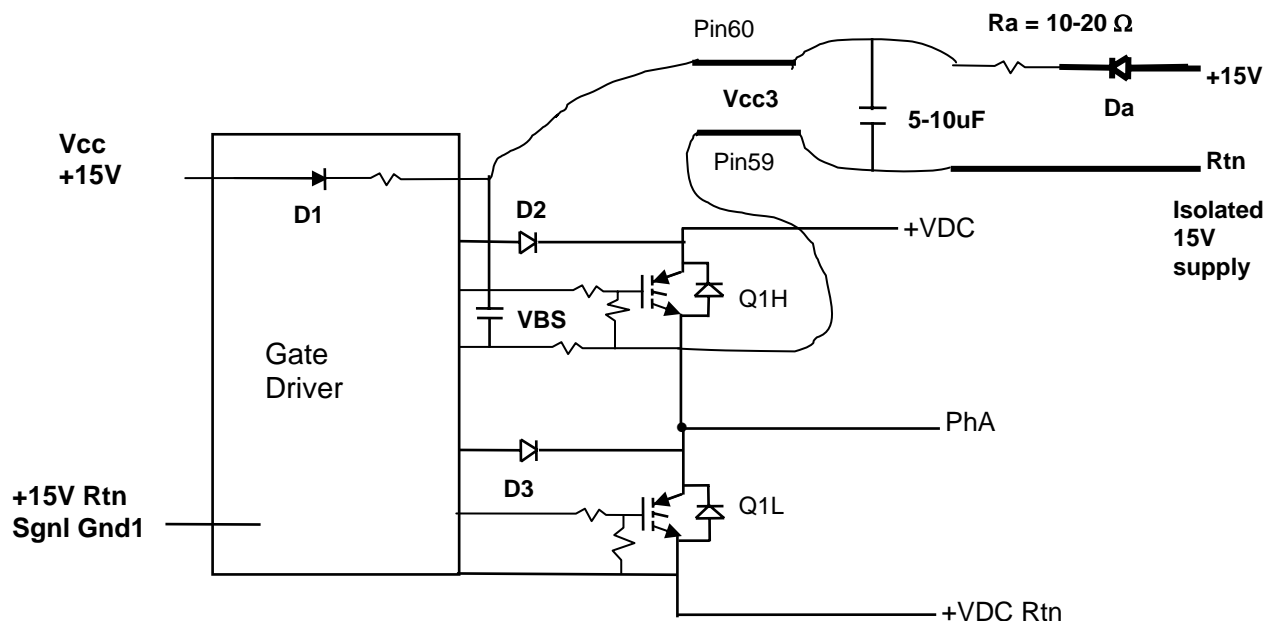 Pin60
Ra = 10-20 Ω
+15V
Vcc3
Da
5-10uF
Vcc
+15V
Pin59
Rtn
D1
D2
Isolated
15V
supply
+VDC
Q1H
VBS
Gate
Driver
PhA
D3
+15V Rtn
Sgnl Gnd1
Q1L
+VDC Rtn